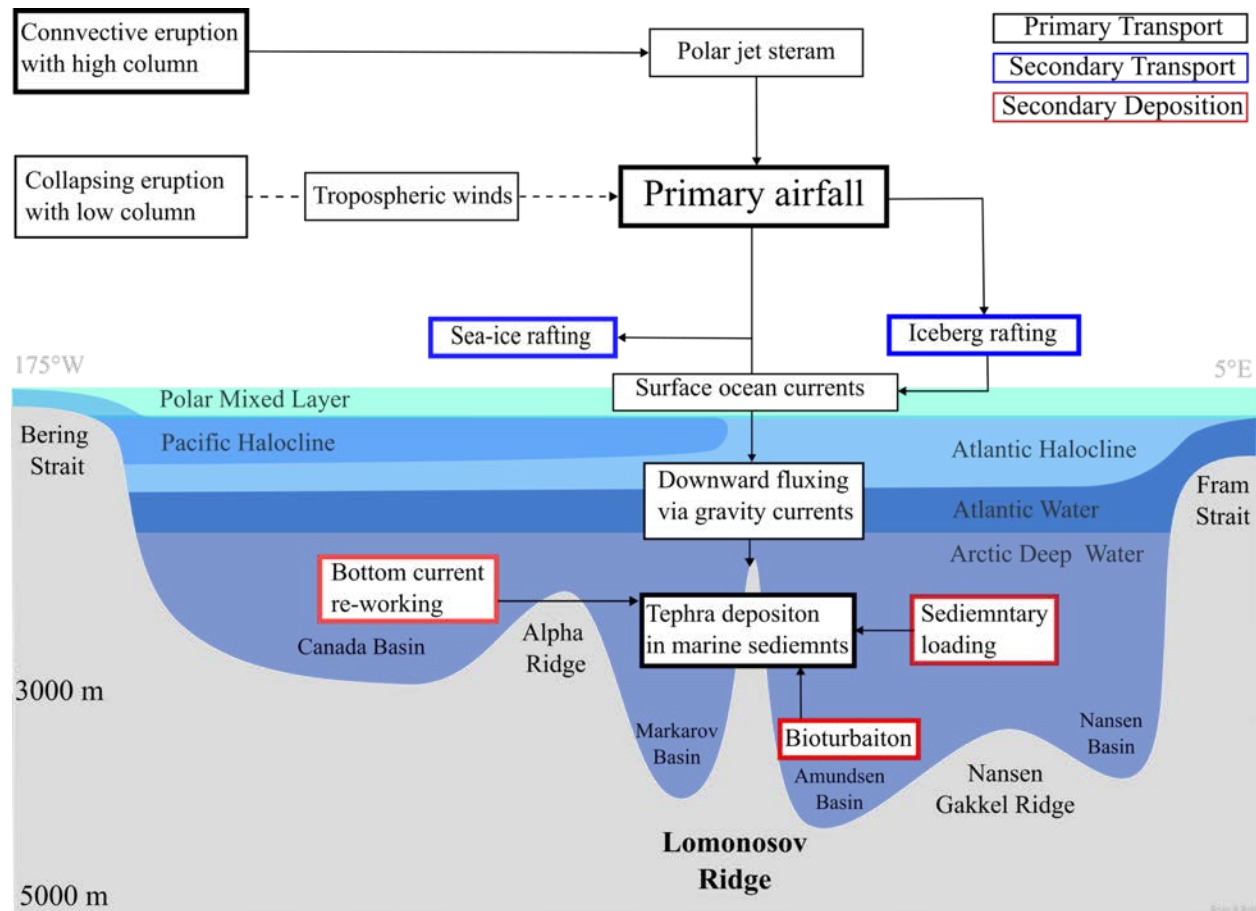 Connvective eruption
with high column
Polar jet steram
Primary Transport
Secondary Transport
Secondary Deposition
Collapsing eruption
with low column
Tropospheric winds
Primary airfall
Sea-ice rafting
Iceberg rafting
175°W
5°E
Surface ocean currents
Polar Mixed Layer
Bering
Strait
Pacific Halocline
Atlantic Halocline
Downward fluxing
via gravity currents
Fram
Strait
Atlantic Water
Arctic Deep Water
Bottom current
re-working
Tephra depositon
in marine sediemnts
Sediemntary
loading
Canada Basin
Alpha
Ridge
3000 m
Markarov
Basin
Bioturbaiton
Nansen
Basin
Amundsen
Basin
Nansen
Gakkel Ridge
Lomonosov
Ridge
5000 m